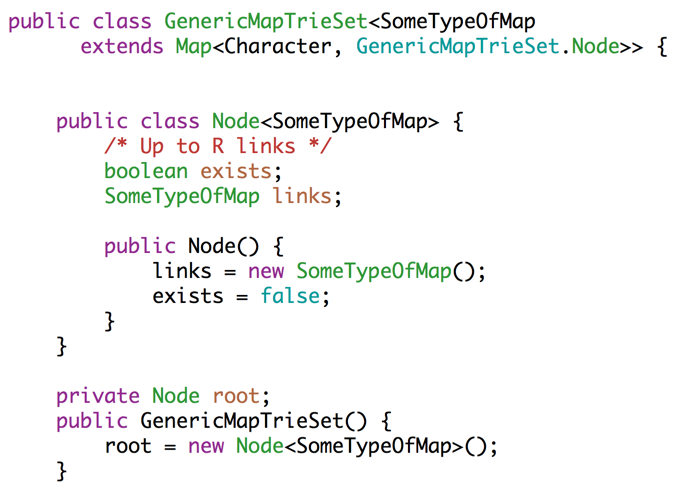 public class GenericMapTrieSet<SomeTypeOfMap
extends Map<Character, GenericMapTrieSet.Node>> {
public class Node<SomeTypeOfMap> {
/* Up to R links */
boolean exists;
SomeTypeOfMap links;
public Node() {
links = new SomeTypeOfMap();
exists = false;
}
}
private Node root;
public GenericMapTrieSet() {
root = new Node<SomeTypeOfMap>();
}